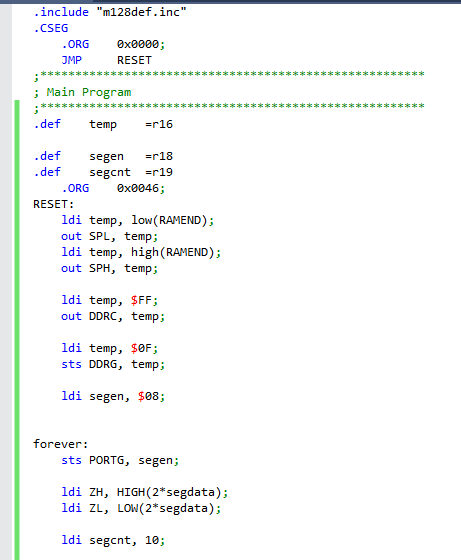 .include "m128def.inc"
.CSEG
.ORG 0x0000;
JMP RESET
;*******************************************************
; Main Program
;*******************************************************
.def temp =r16
.def segen =r18
.def segcnt =r19
.ORG 0x0046;
RESET:
ldi temp, low(RAMEND);
out SPL, temp;
ldi temp, high(RAMEND);
out SPH, temp;
ldi temp, $FF;
out DDRC, temp;
ldi temp, $0F;
sts DDRG, temp;
ldi segen, $08;
forever:
sts PORTG, segen;
ldi ZH, HIGH(2*segdata);
ldi ZL, LOW(2*segdata);
ldi segcnt, 10;